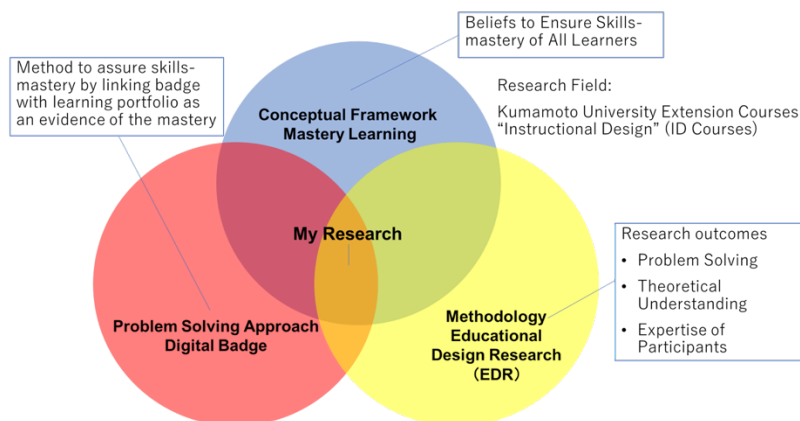 Beliefs to Ensure Skills-
mastery of All Learners
Method to assure skills-
mastery by linking badge
with learning portfolio as
an evidence of the mastery
Research Field:
Kumamoto University Extension Courses
“Instructional Design” (ID Courses)
Conceptual Framework
Mastery Learning
My Research
Research outcomes
• Problem Solving
• Theoretical
Understanding
• Expertise of
Participants
Problem Solving Approach
Digital Badge
Methodology
Educational
Design Research
（EDR）